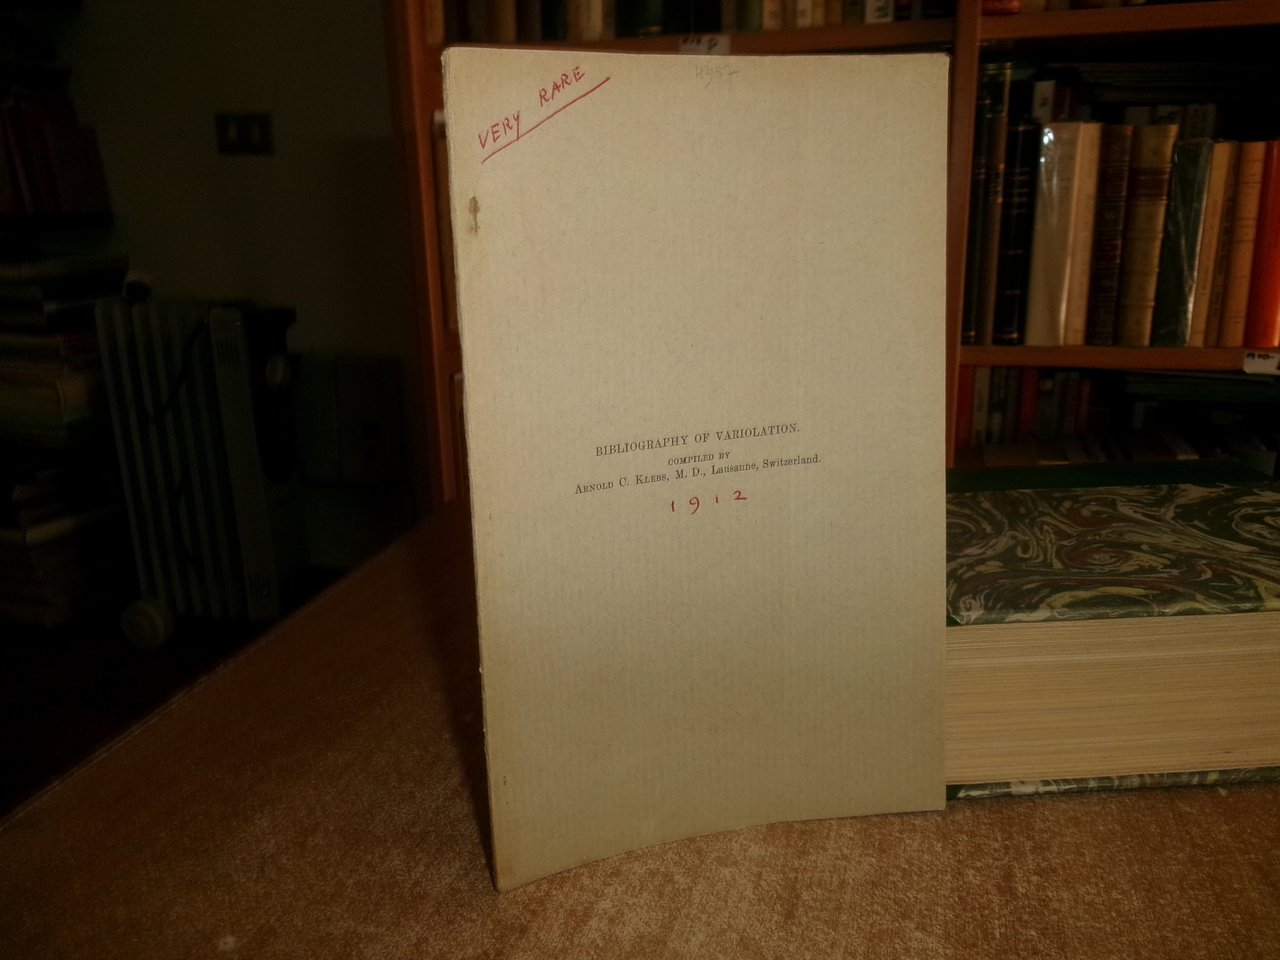 VERY RARE
BIBLIOGRAPHY OF VARIOLATION.
COMPILED BY
ARNOLD C. KLEBS, M. D., Lausanne, Switzerland.
1912